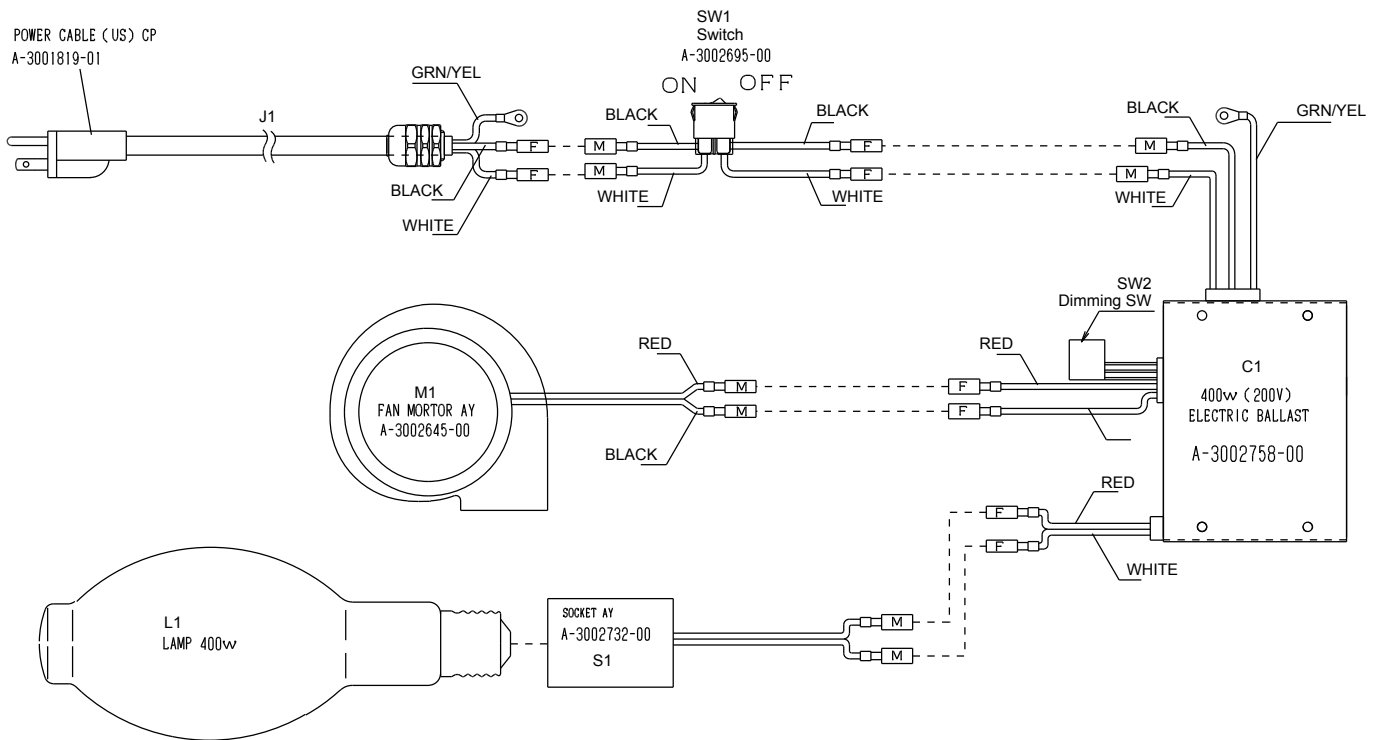 POWER CABLE (US) CP
A-3001819-01
SW1
Switch
A-3002695-00
ON OFF
J1
GRN/YEL
BLACK
WHITE
F
F
M
M
BLACK
WHITE
BLACK
WHITE
F
F
M
M
BLACK
WHITE
GRN/YEL
SW2
Dimming SW
M1
FAN MORTOR AY
A-3002645-00
RED
BLACK
M
M
F
F
RED
C1
400w (200V)
ELECTRIC BALLAST
A-3002758-00
RED
WHITE
F
F
L1
LAMP 400w
SOCKET AY
A-3002732-00
S1
M
M